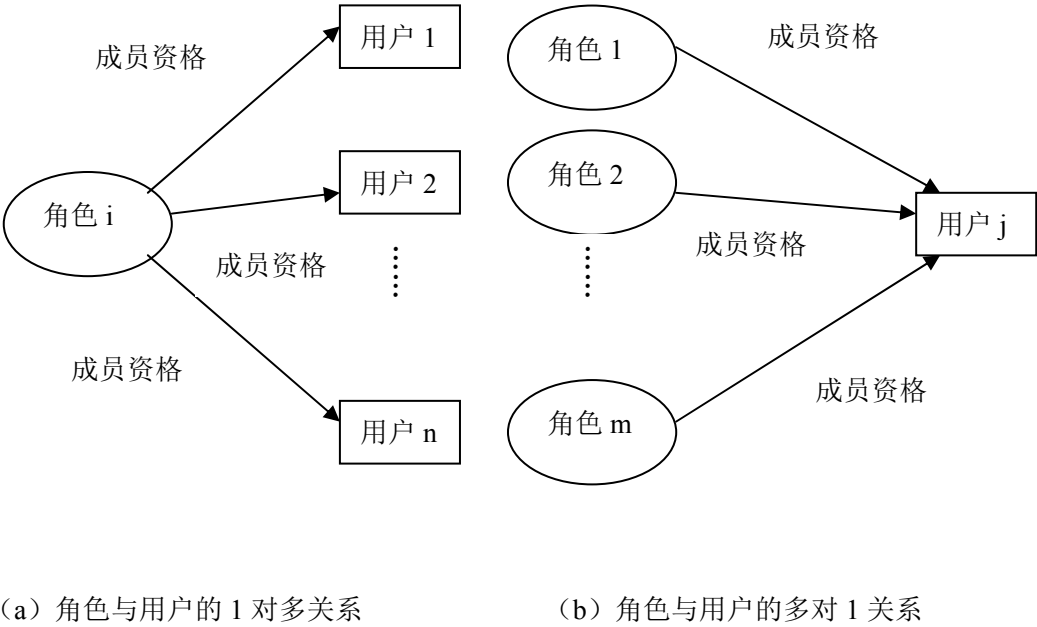 成员资格
用户 1
角色 i
用户 2
成员资格
成员资格
用户 n
角色 1
成员资格
角色 2
成员资格
用户 j
角色 m
成员资格
(a)角色与用户的 1 对多关系
(b)角色与用户的多对 1 关系